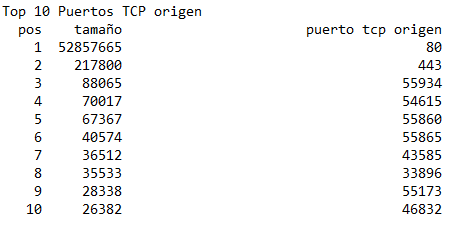 Top 10 Puertos TCP origen
pos tamaño puerto tcp origen
1 52857665 80
2 217800 443
3 88065 55934
4 70017 54615
5 67367 55860
6 40574 55865
7 36512 43585
8 35533 33896
9 28338 55173
10 26382 46832